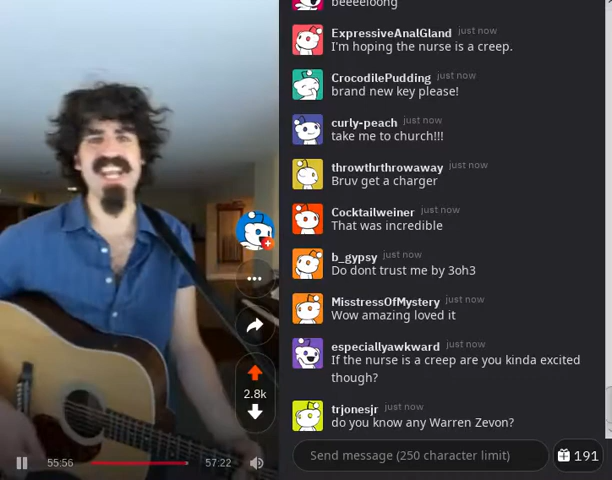 beeeeloong
ExpressiveAnalGland just now
I'm hoping the nurse is a creep.
CrocodilePudding just now
brand new key please!
curly-peach just now
take me to church!!!
throwthrthrowaway just now
Bruv get a charger
Cocktailweiner just now
That was incredible
b_gypsy just now
Do dont trust me by 3oh3
MisstressOfMystery just now
Wow amazing loved it
especiallyawkward just now
If the nurse is a creep are you kinda excited
though?
trjonesjr just now
do you know any Warren Zevon?
2.8k
55:56
57:22
Send message (250 character limit)
191